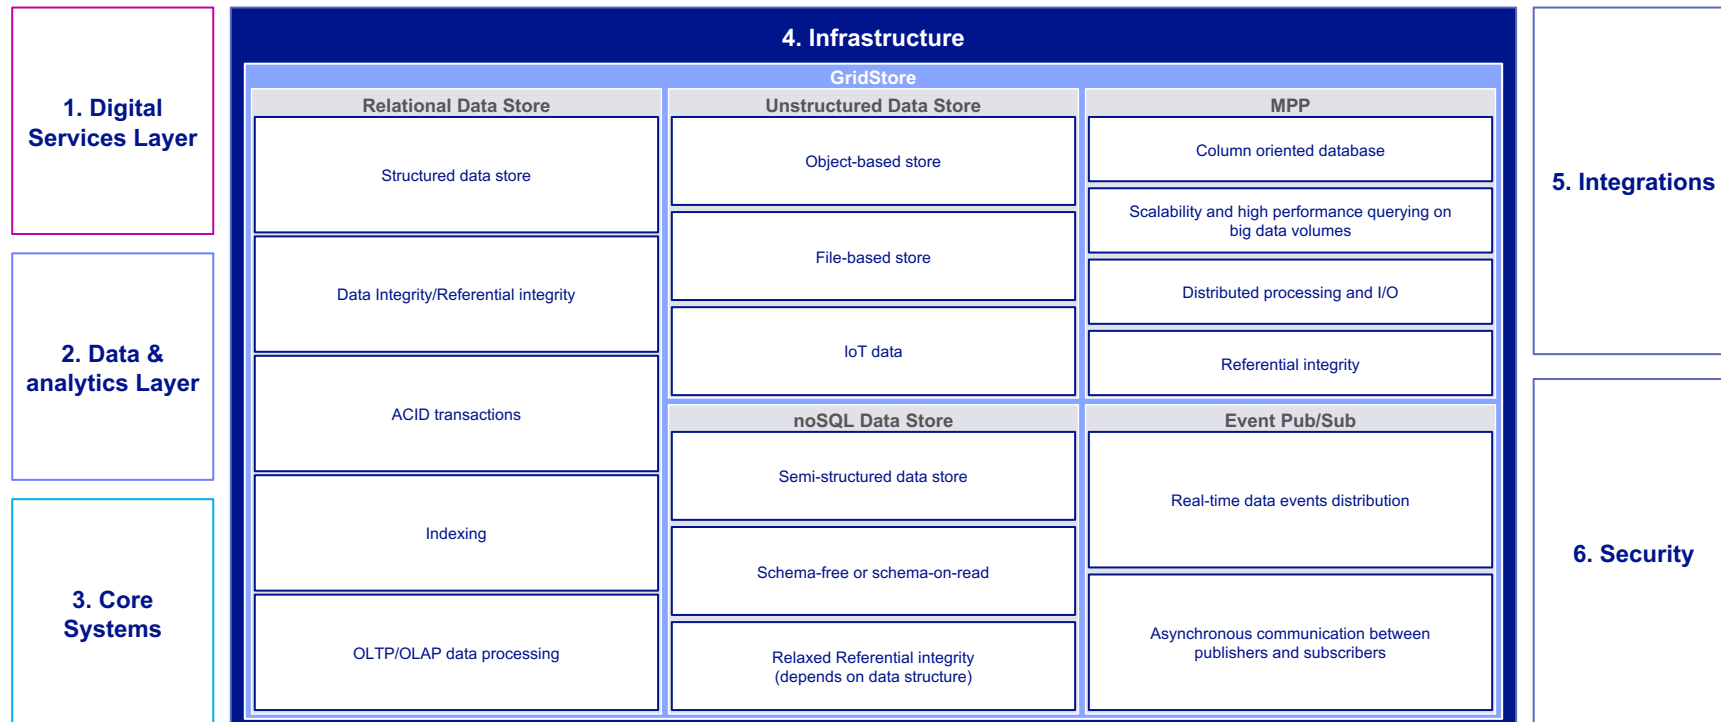 1. Digital
Services Layer
2. Data &
analytics Layer
3. Core
Systems
4. Infrastructure
GridStore
Relational Data Store
Structured data store
Data Integrity/Referential integrity
ACID transactions
Indexing
OLTP/OLAP data processing
Unstructured Data Store
Object-based store
File-based store
IoT data
noSQL Data Store
Semi-structured data store
Schema-free or schema-on-read
Relaxed Referential integrity
(depends on data structure)
MPP
Column oriented database
Scalability and high performance querying on
big data volumes
Distributed processing and I/O
Referential integrity
Event Pub/Sub
Real-time data events distribution
Asynchronous communication between
publishers and subscribers
5. Integrations
6. Security